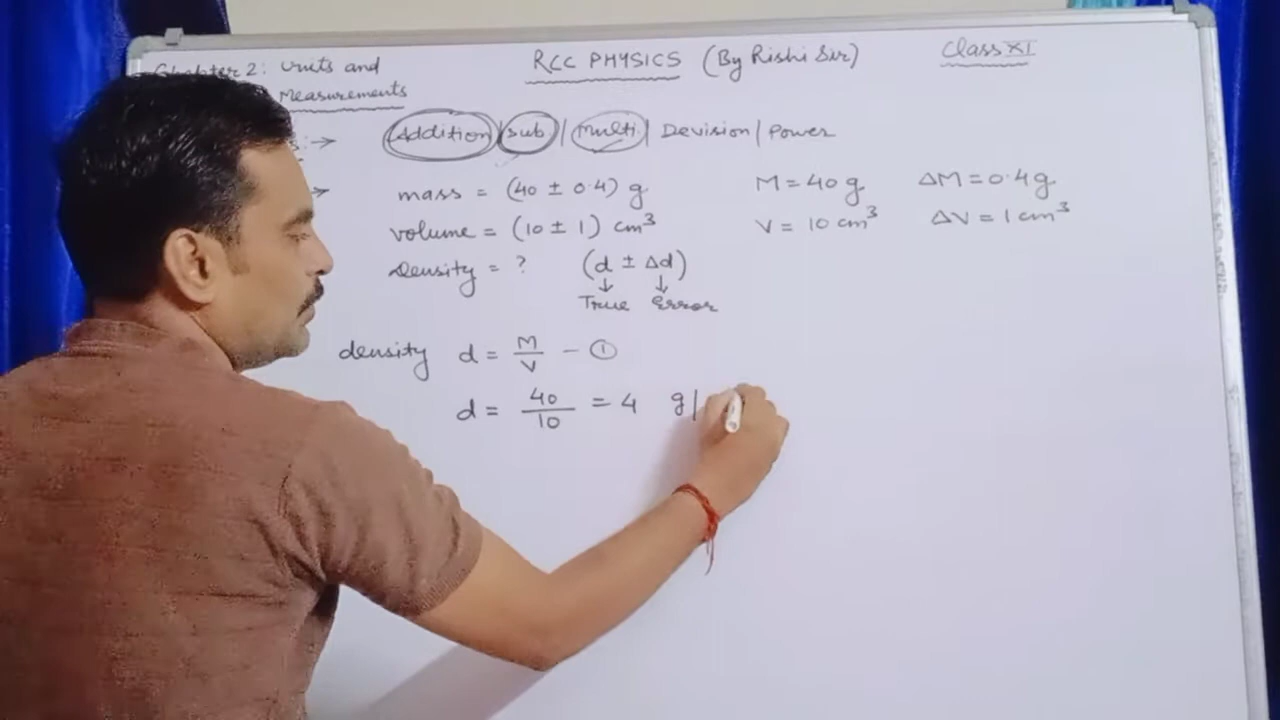 RCC PHYSICS (By Rishi Sir) Class XI
Chapter 2: Units and
Measurements
→ Addition / sub / Multi / Devision / Power
→ mass = (40 ± 0.4) g M = 40 g ΔM = 0.4 g
volume = (10 ± 1) cm³ V = 10 cm³ ΔV = 1 cm³
Density = ? (d ± Δd)
↓ ↓
True Error
density d = M/V – ①
d = 40/10 = 4 g/